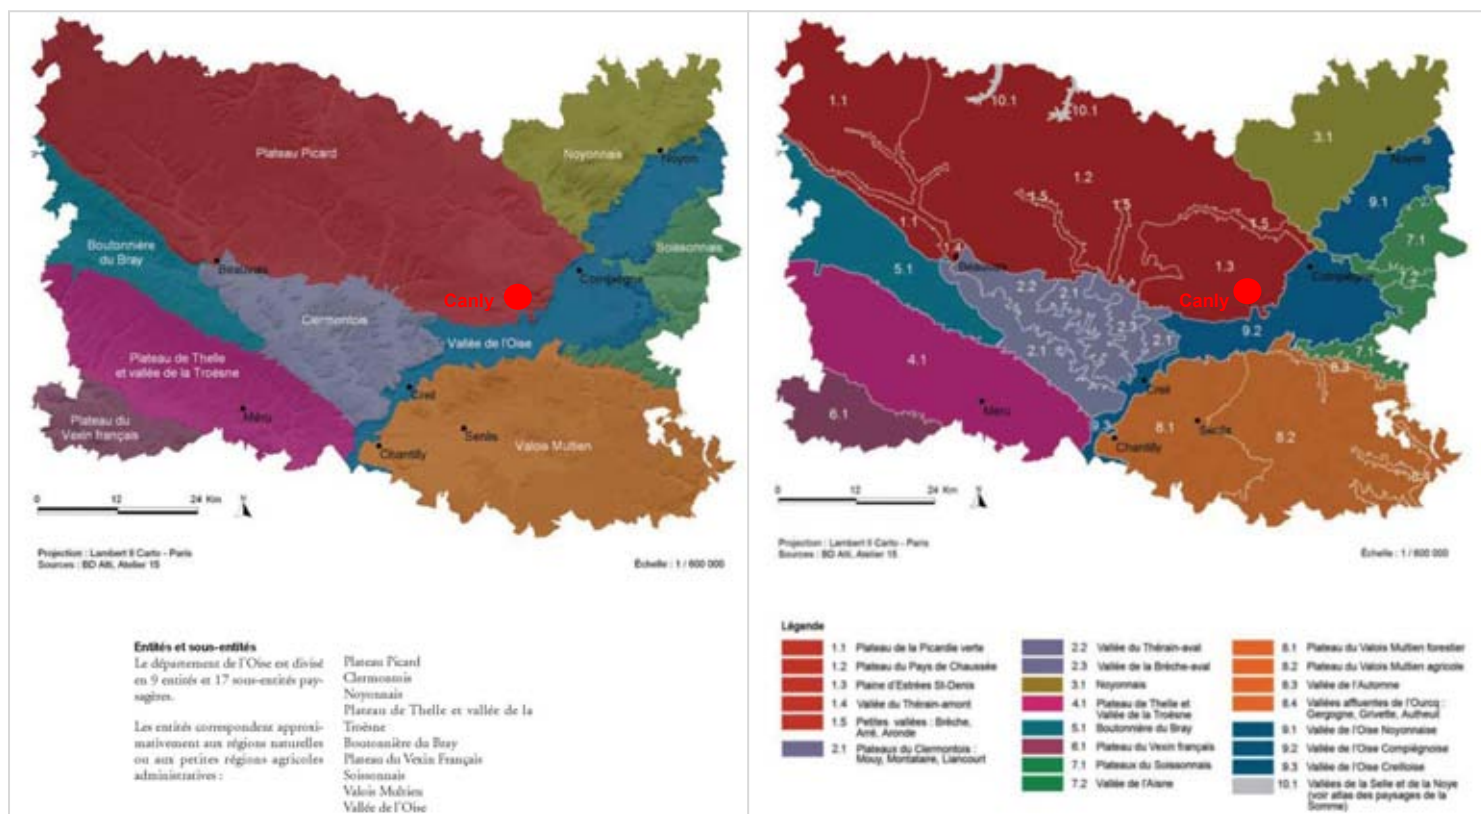 Plateau Picard
Noyonnais
Noyon
Soissonnais
Boutonnière
du Bray
Beauvais
Compiègne
Canly
Clermontois
Vallée de l'Oise
Plateau de Thelle
et vallée de la Troësne
Creil
Méru
Plateau du
Vexin français
Senlis
Chantilly
Valois Multien
0 12 24 Km
N
Projection : Lambert II Carto - Paris
Sources : BD Alti, Atelier 15
Échelle : 1 / 600 000
Entités et sous-entités
Le département de l'Oise est divisé
en 9 entités et 17 sous-entités pay-
sagères.
Les entités correspondent approxi-
mativement aux régions naturelles
ou aux petites régions agricoles
administratives :
Plateau Picard
Clermontois
Noyonnais
Plateau de Thelle et vallée de la
Troësne
Boutonnière du Bray
Plateau du Vexin Français
Soissonnais
Valois Multien
Vallée de l'Oise
1.1
10.1
10.1
3.1
Noyon
1.2
1.5
1.5
1.5
9.1
7.1
1.1
1.4
Beauvais
5.1
1.3
Compiègne
7.2
Canly
2.2
2.1
2.3
2.1
2.1
9.2
7.1
8.3
4.1
Creil
Méru
6.1
9.3
8.1
Senlis
8.2
Chantilly
8.4
0 12 24 Km
N
Projection : Lambert II Carto - Paris
Sources : BD Alti, Atelier 15
Échelle : 1 / 600 000
Légende
1.1 Plateau de la Picardie verte
1.2 Plateau du Pays de Chaussée
1.3 Plaine d'Estrées St-Denis
1.4 Vallée du Thérain-amont
1.5 Petites vallées : Brèche,
Arré, Aronde
2.1 Plateaux du Clermontois :
Mouy, Montataire, Liancourt
2.2 Vallée du Thérain-aval
2.3 Vallée de la Brèche-aval
3.1 Noyonnais
4.1 Plateau de Thelle et
Vallée de la Troësne
5.1 Boutonnière du Bray
6.1 Plateau du Vexin français
7.1 Plateaux du Soissonnais
7.2 Vallée de l'Aisne
8.1 Plateau du Valois Multien forestier
8.2 Plateau du Valois Multien agricole
8.3 Vallée de l'Automne
8.4 Vallées affluentes de l'Ourcq :
Gergogne, Grivette, Autheuil
9.1 Vallée de l'Oise Noyonnaise
9.2 Vallée de l'Oise Compiégnoise
9.3 Vallée de l'Oise Creilloise
10.1 Vallées de la Selle et de la Noye
(voir atlas des paysages de la
Somme)